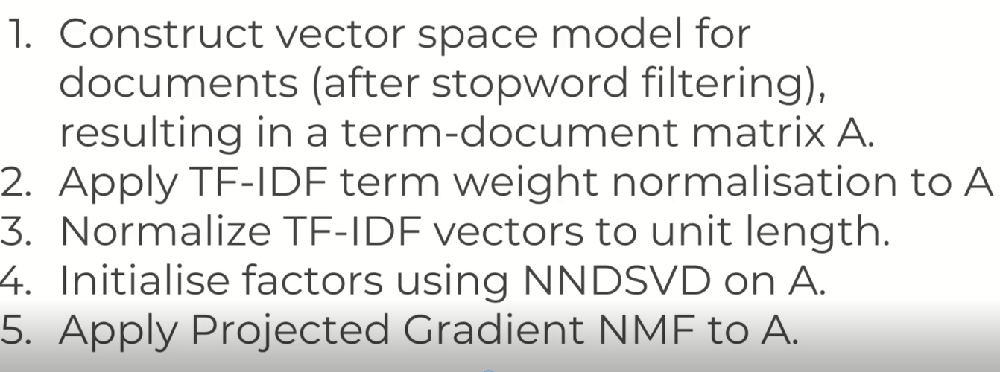 1. Construct vector space model for
documents (after stopword filtering),
resulting in a term-document matrix A.
2. Apply TF-IDF term weight normalisation to A
3. Normalize TF-IDF vectors to unit length.
4. Initialise factors using NNDSVD on A.
5. Apply Projected Gradient NMF to A.